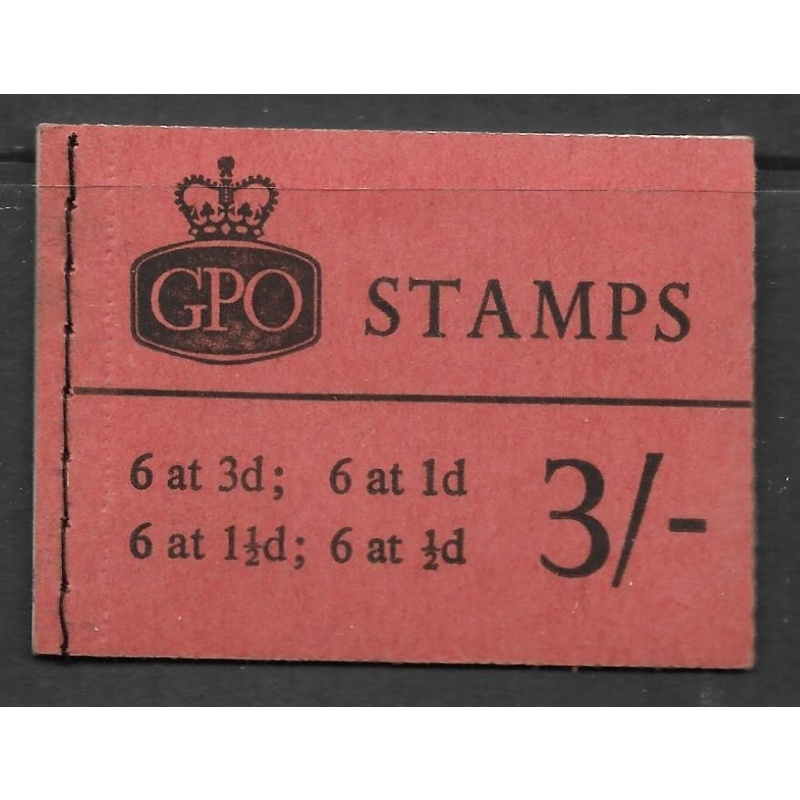 GPO
STAMPS
6 at 3d; 6 at 1d
6 at 1½d; 6 at ½d
3/-